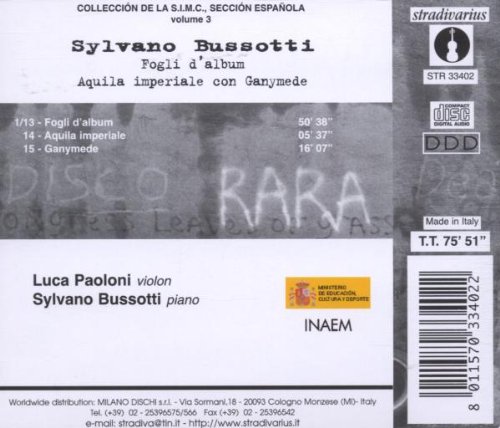 COLLECCIÓN DE LA S.I.M.C., SECCIÓN ESPAÑOLA
volume 3
Sylvano Bussotti
Fogli d'album
Aquila imperiale con Ganymede
stradivarius
STR 33402
COMPACT
disc
DIGITAL AUDIO
DDD
Made in Italy
T.T. 75' 51"
1/13 - Fogli d'album 50' 38"
14 - Aquila imperiale 05' 37"
15 - Ganymede 16' 07"
DISCO RARA
Luca Paoloni violon
Sylvano Bussotti piano
MINISTERIO
DE EDUCACIÓN,
CULTURA Y DEPORTE
INAEM
8 011570 334022
Worldwide distribution: MILANO DISCHI s.r.l. - Via Sormani,18 - 20093 Cologno Monzese (MI)- Italy
Tel. (+39) 02 - 25396575/566 Fax (+39) 02 - 25396542
e-mail: stradiva@tin.it - http://www.stradivarius.it